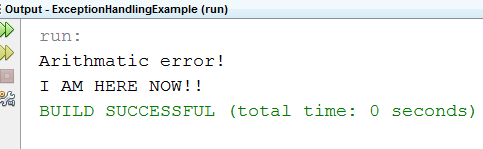 Output - ExceptionHandlingExample (run)
run:
Arithmatic error!
I AM HERE NOW!!
BUILD SUCCESSFUL (total time: 0 seconds)